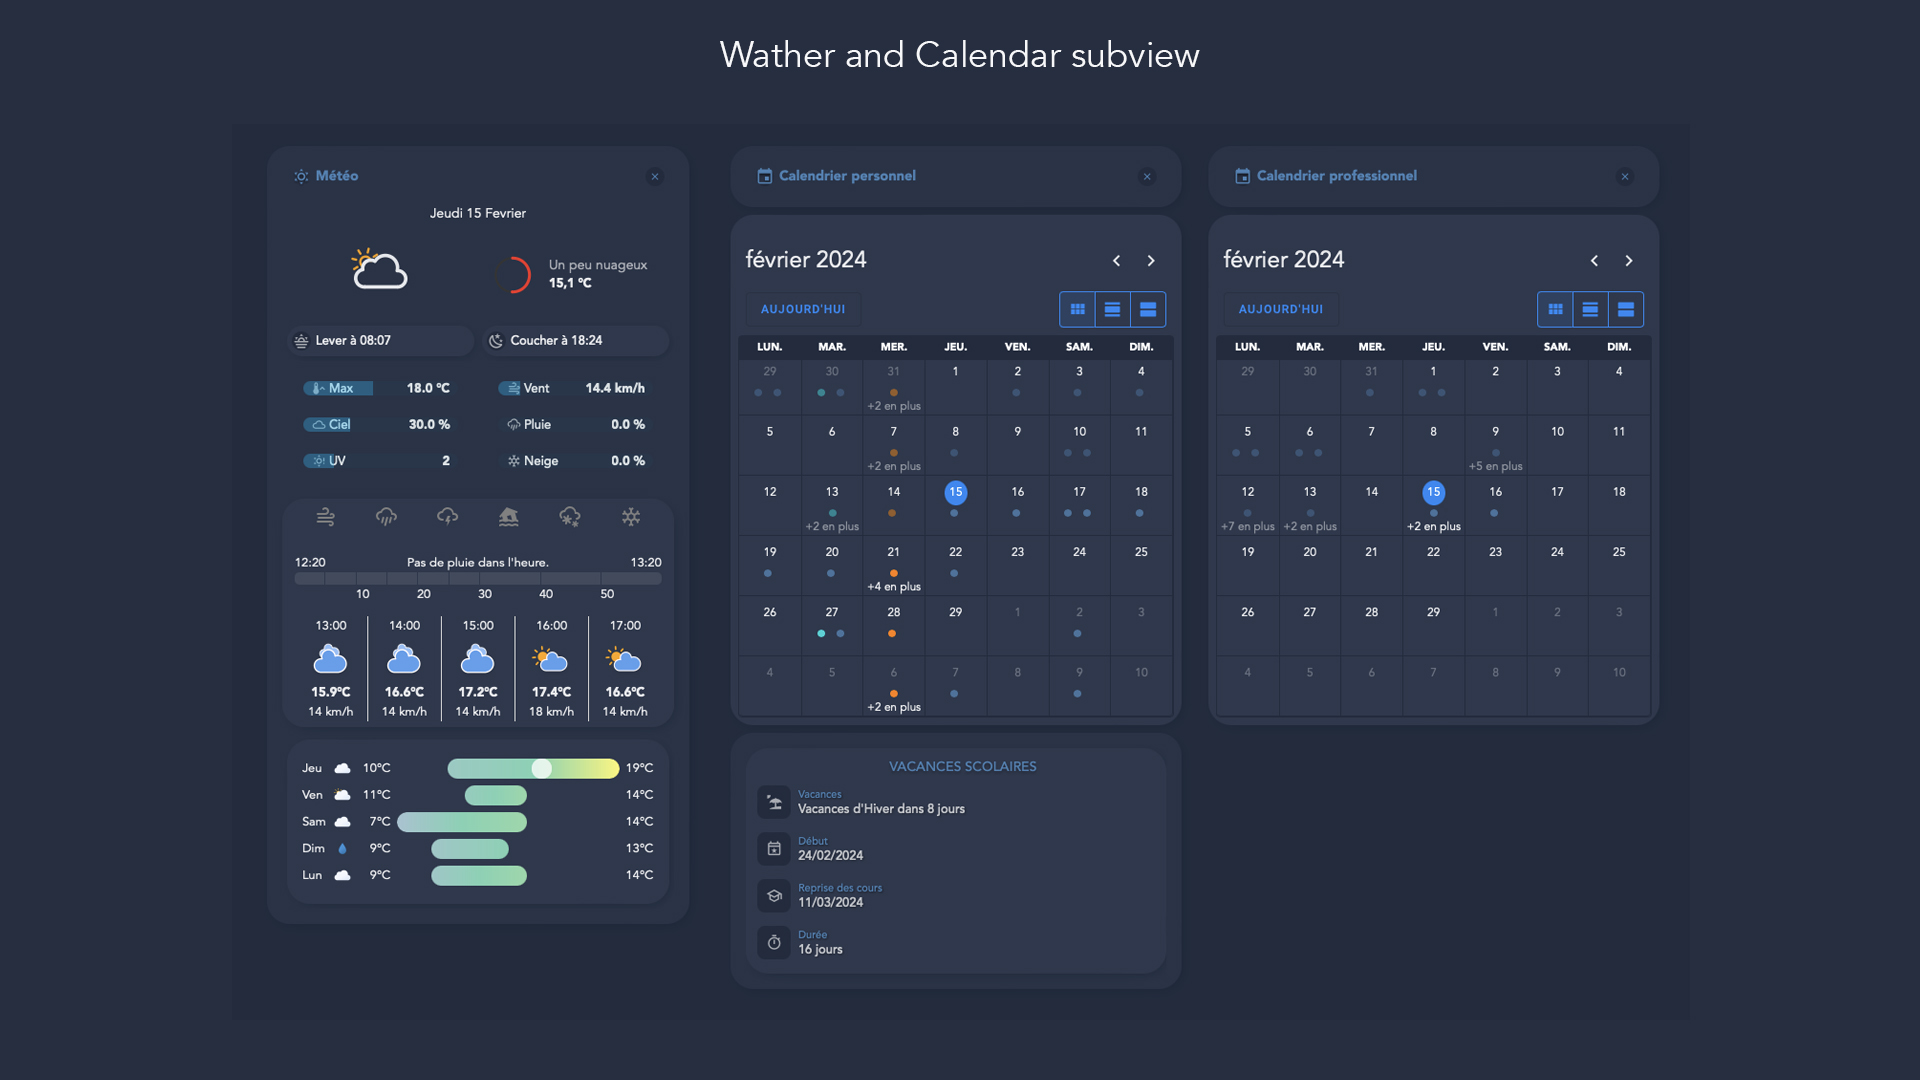 Wather and Calendar subview
Météo
Jeudi 15 Fevrier
Un peu nuageux
15,1 °C
Lever à 08:07 Coucher à 18:24
Max 18.0 °C Vent 14.4 km/h
Ciel 30.0 % Pluie 0.0 %
UV 2 Neige 0.0 %
12:20 Pas de pluie dans l'heure. 13:20
10 20 30 40 50
13:00 14:00 15:00 16:00 17:00
15.9°C 16.6°C 17.2°C 17.4°C 16.6°C
14 km/h 14 km/h 14 km/h 18 km/h 14 km/h
Jeu 10°C 19°C
Ven 11°C 14°C
Sam 7°C 14°C
Dim 9°C 13°C
Lun 9°C 14°C
Calendrier personnel
février 2024
AUJOURD'HUI
LUN. MAR. MER. JEU. VEN. SAM. DIM.
29 30 31 1 2 3 4
+2 en plus
5 6 7 8 9 10 11
+2 en plus
12 13 14 15 16 17 18
+2 en plus
19 20 21 22 23 24 25
+4 en plus
26 27 28 29 1 2 3
4 5 6 7 8 9 10
+2 en plus
VACANCES SCOLAIRES
Vacances
Vacances d'Hiver dans 8 jours
Début
24/02/2024
Reprise des cours
11/03/2024
Durée
16 jours
Calendrier professionnel
février 2024
AUJOURD'HUI
LUN. MAR. MER. JEU. VEN. SAM. DIM.
29 30 31 1 2 3 4
5 6 7 8 9 10 11
+5 en plus
12 13 14 15 16 17 18
+7 en plus +2 en plus +2 en plus
19 20 21 22 23 24 25
26 27 28 29 1 2 3
4 5 6 7 8 9 10